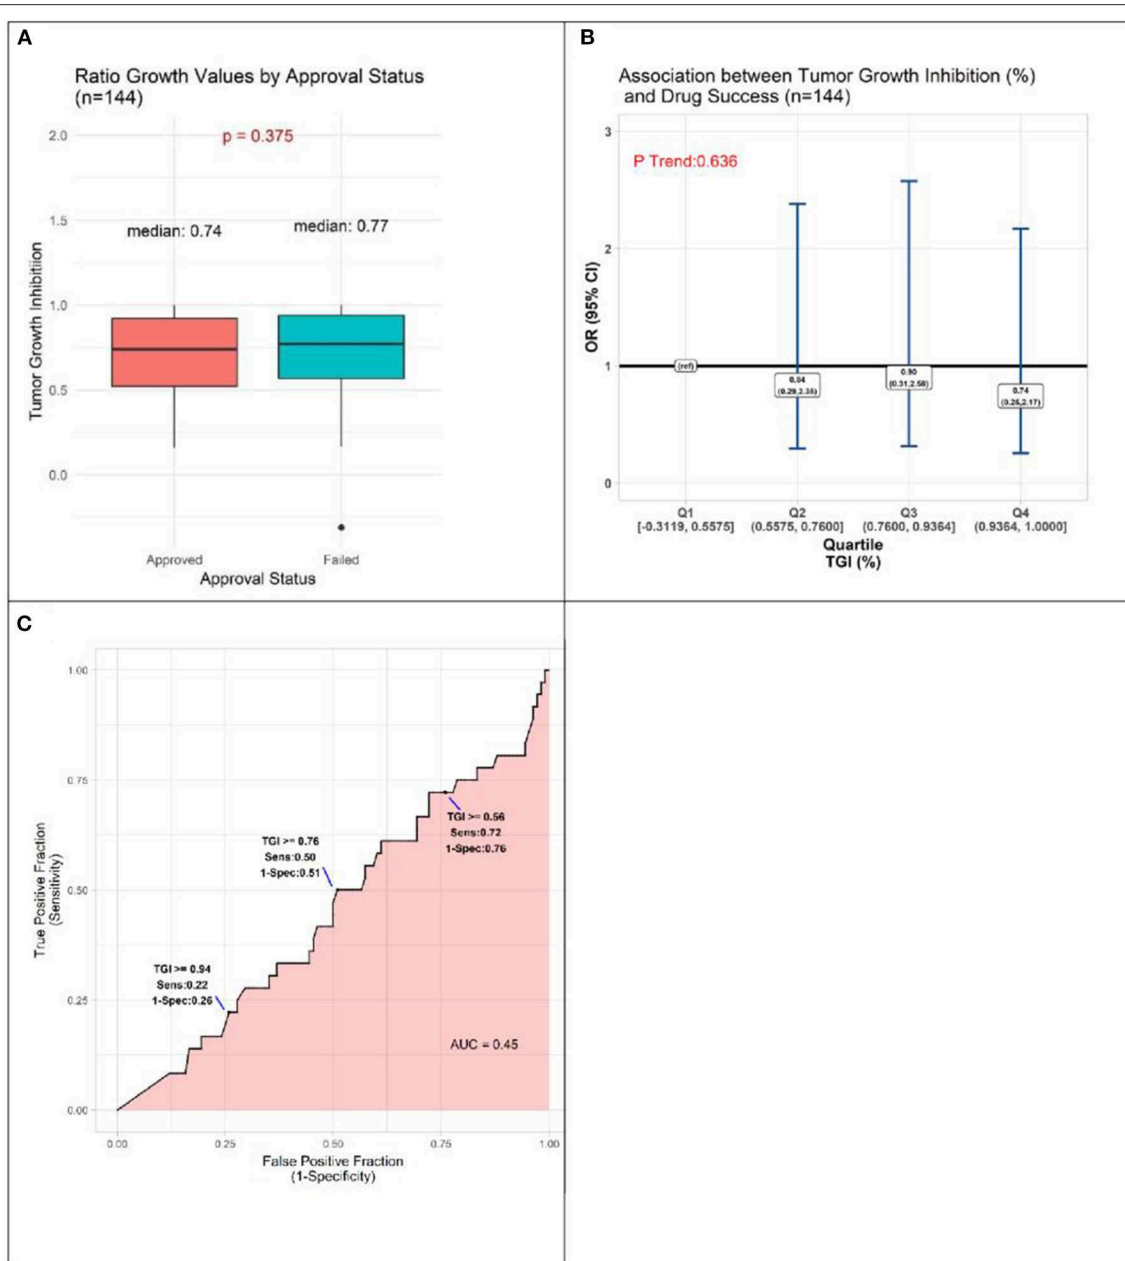 A
Ratio Growth Values by Approval Status
(n=144)
2.0
p = 0.375
1.5
median: 0.74
median: 0.77
Tumor Growth Inhibitiion
1.0
0.5
0.0
Approved
Failed
Approval Status
B
Association between Tumor Growth Inhibition (%)
and Drug Success (n=144)
3
P Trend:0.636
2
OR (95% CI)
1
(ref)
0.84
(0.29,2.38)
0.90
(0.31,2.58)
0.74
(0.25,2.17)
0
Q1
Q2
Q3
Q4
[-0.3119, 0.5575]
(0.5575, 0.7600]
(0.7600, 0.9364]
(0.9364, 1.0000]
Quartile
TGI (%)
C
1.00
0.75
TGI >= 0.56
Sens:0.72
1-Spec:0.76
TGI >= 0.76
Sens:0.50
1-Spec:0.51
0.50
True Positive Fraction
(Sensitivity)
TGI >= 0.94
Sens:0.22
1-Spec:0.26
0.25
AUC = 0.45
0.00
0.00
0.25
0.50
0.75
1.00
False Positive Fraction
(1-Specificity)